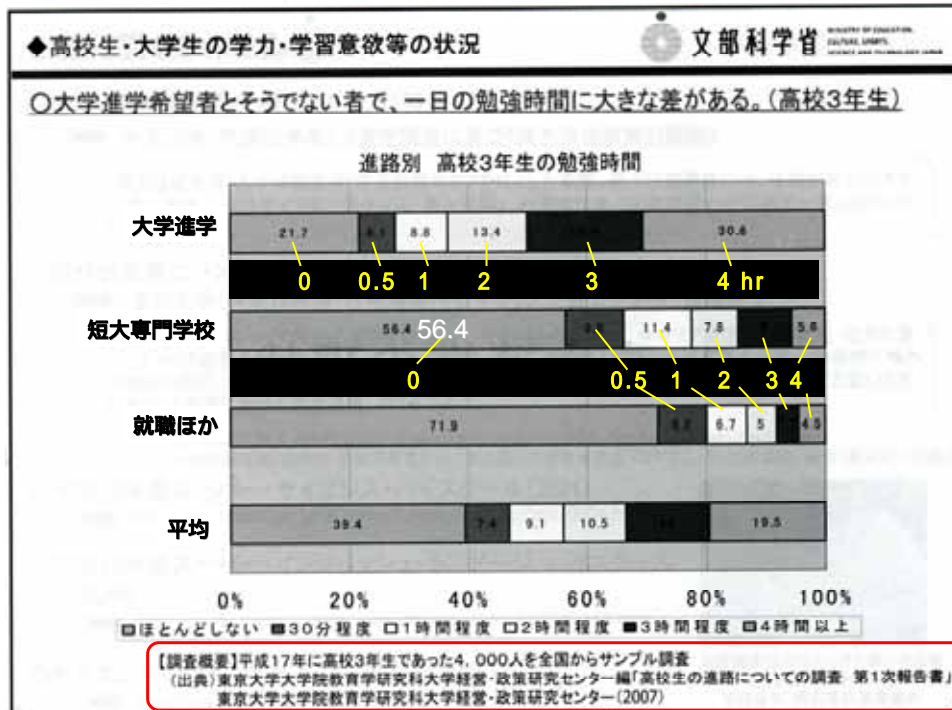 ◆高校生・大学生の学力・学習意欲等の状況
文部科学省
○大学進学希望者とそうでない者で、一日の勉強時間に大きな差がある。(高校3年生)
進路別 高校3年生の勉強時間
大学進学
21.7 8.8 13.4 30.6
0 0.5 1 2 3 4 hr
短大専門学校
56.4 56.4 11.4 7.8 5.6
0 0.5 1 2 3 4
就職ほか
71.9 6.7 5 4.5
平均
39.4 7.4 9.1 10.5 14 19.5
0% 20% 40% 60% 80% 100%
ほとんどしない 30分程度 1時間程度 2時間程度 3時間程度 4時間以上
【調査概要】平成17年に高校3年生であった4,000人を全国からサンプル調査
(出典)東京大学大学院教育学研究科大学経営・政策研究センター編「高校生の進路についての調査 第1次報告書」
東京大学大学院教育学研究科大学経営・政策研究センター(2007)